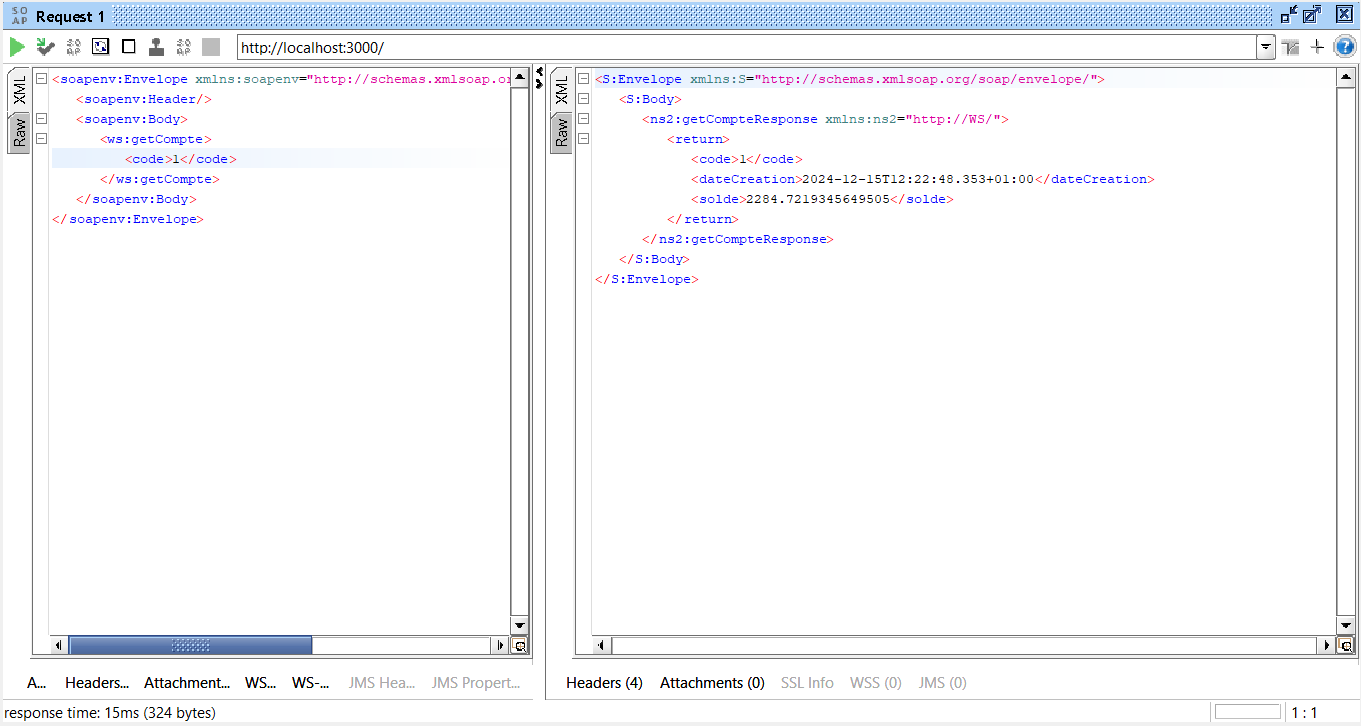 SO
AP
Request 1
http://localhost:3000/
XML
Raw
<soapenv:Envelope xmlns:soapenv="http://schemas.xmlsoap.or
<soapenv:Header/>
<soapenv:Body>
<ws:getCompte>
<code>1</code>
</ws:getCompte>
</soapenv:Body>
</soapenv:Envelope>
XML
Raw
<S:Envelope xmlns:S="http://schemas.xmlsoap.org/soap/envelope/">
<S:Body>
<ns2:getCompteResponse xmlns:ns2="http://WS/">
<return>
<code>1</code>
<dateCreation>2024-12-15T12:22:48.353+01:00</dateCreation>
<solde>2284.7219345649505</solde>
</return>
</ns2:getCompteResponse>
</S:Body>
</S:Envelope>
A... Headers... Attachment... WS... WS-... JMS Hea... JMS Propert...
Headers (4) Attachments (0) SSL Info WSS (0) JMS (0)
response time: 15ms (324 bytes)
1 : 1